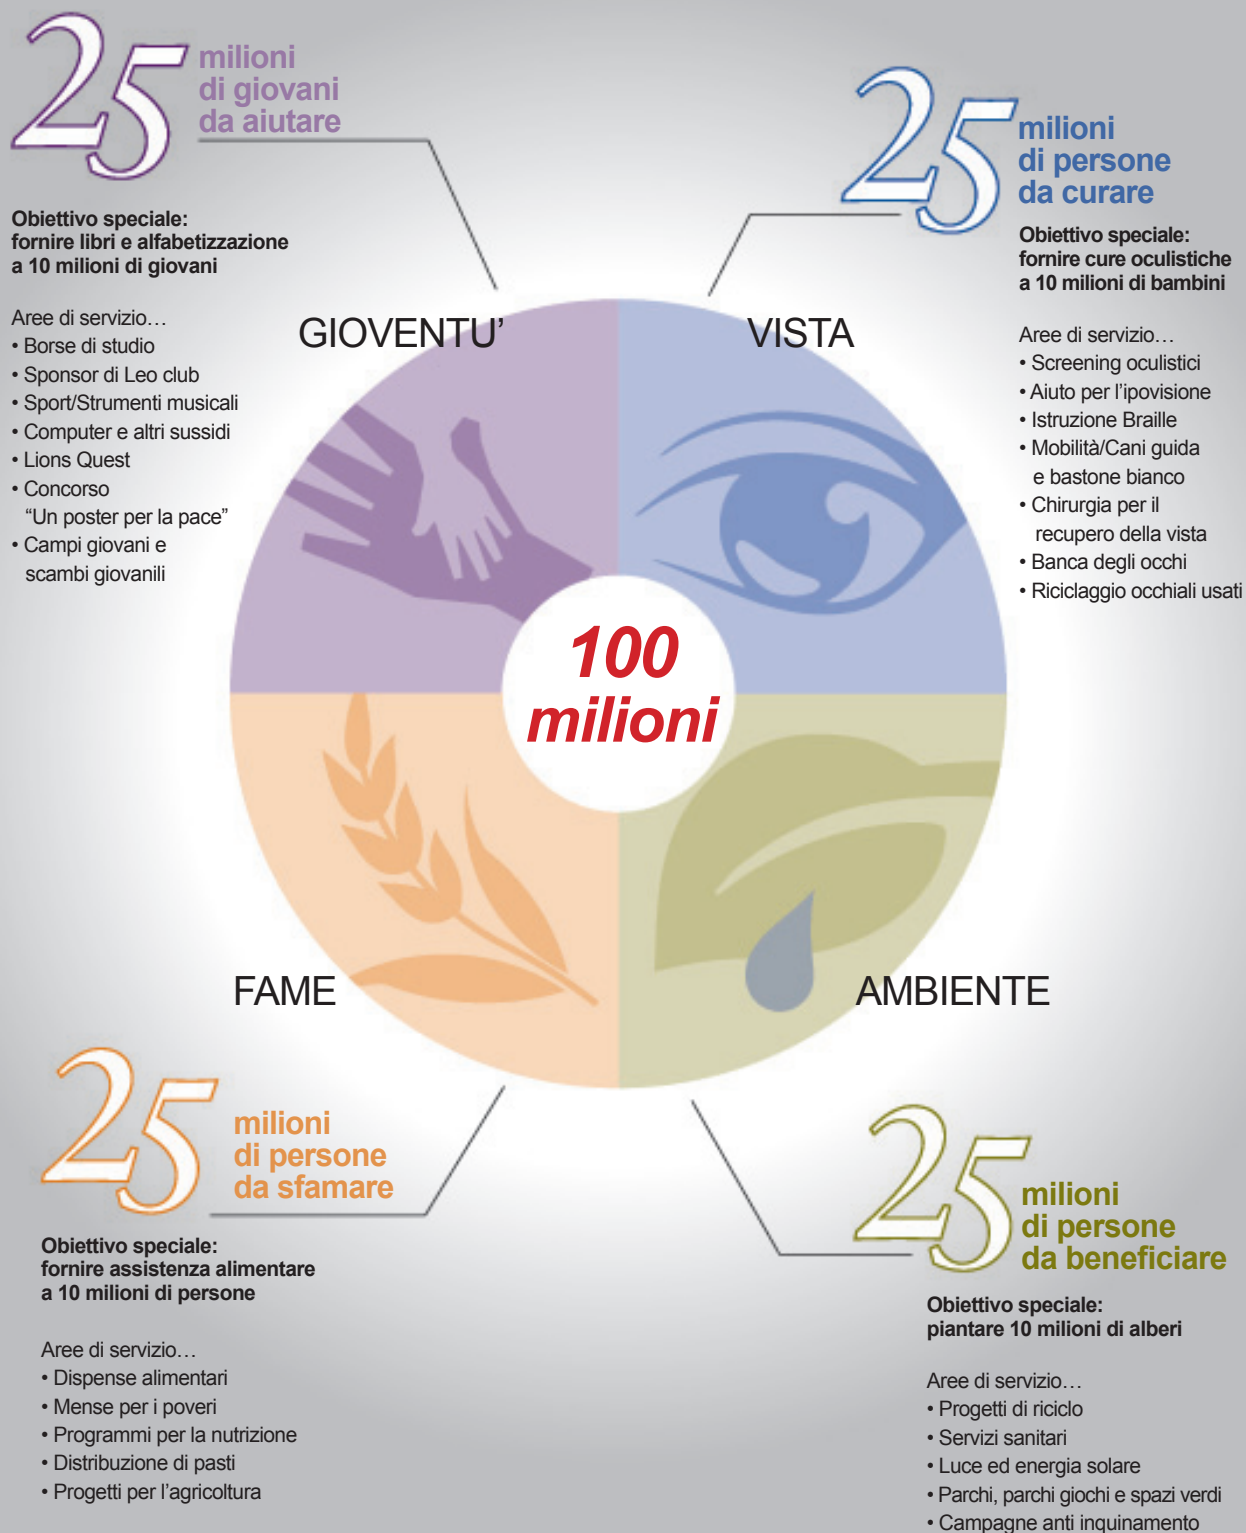 25 milioni
di giovani
da aiutare
Obiettivo speciale:
fornire libri e alfabetizzazione
a 10 milioni di giovani
Aree di servizio…
• Borse di studio
• Sponsor di Leo club
• Sport/Strumenti musicali
• Computer e altri sussidi
• Lions Quest
• Concorso
“Un poster per la pace”
• Campi giovani e
scambi giovanili
25 milioni
di persone
da curare
Obiettivo speciale:
fornire cure oculistiche
a 10 milioni di bambini
Aree di servizio…
• Screening oculistici
• Aiuto per l’ipovisione
• Istruzione Braille
• Mobilità/Cani guida
e bastone bianco
• Chirurgia per il
recupero della vista
• Banca degli occhi
• Riciclaggio occhiali usati
GIOVENTU’
VISTA
100
milioni
FAME
AMBIENTE
25 milioni
di persone
da sfamare
Obiettivo speciale:
fornire assistenza alimentare
a 10 milioni di persone
Aree di servizio…
• Dispense alimentari
• Mense per i poveri
• Programmi per la nutrizione
• Distribuzione di pasti
• Progetti per l’agricoltura
25 milioni
di persone
da beneficiare
Obiettivo speciale:
piantare 10 milioni di alberi
Aree di servizio…
• Progetti di riciclo
• Servizi sanitari
• Luce ed energia solare
• Parchi, parchi giochi e spazi verdi
• Campagne anti inquinamento